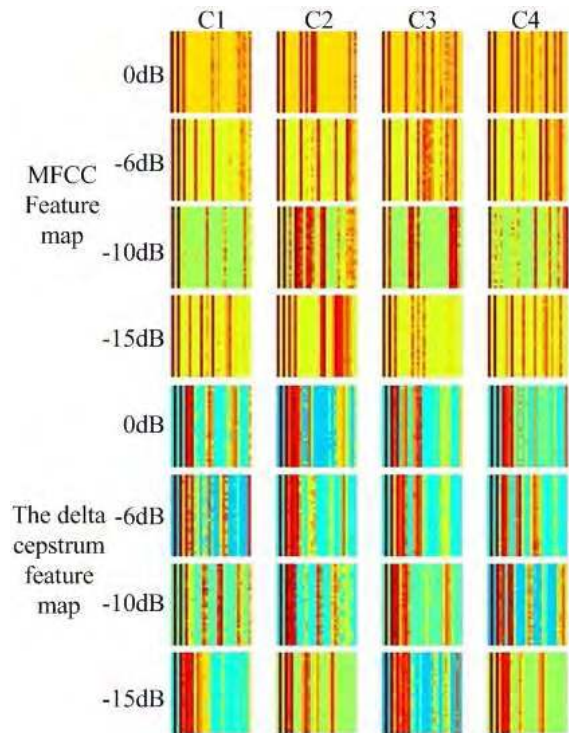 C1 C2 C3 C4
0dB
-6dB
MFCC
Feature
map
-10dB
-15dB
0dB
-6dB
The delta
cepstrum
feature
map
-10dB
-15dB